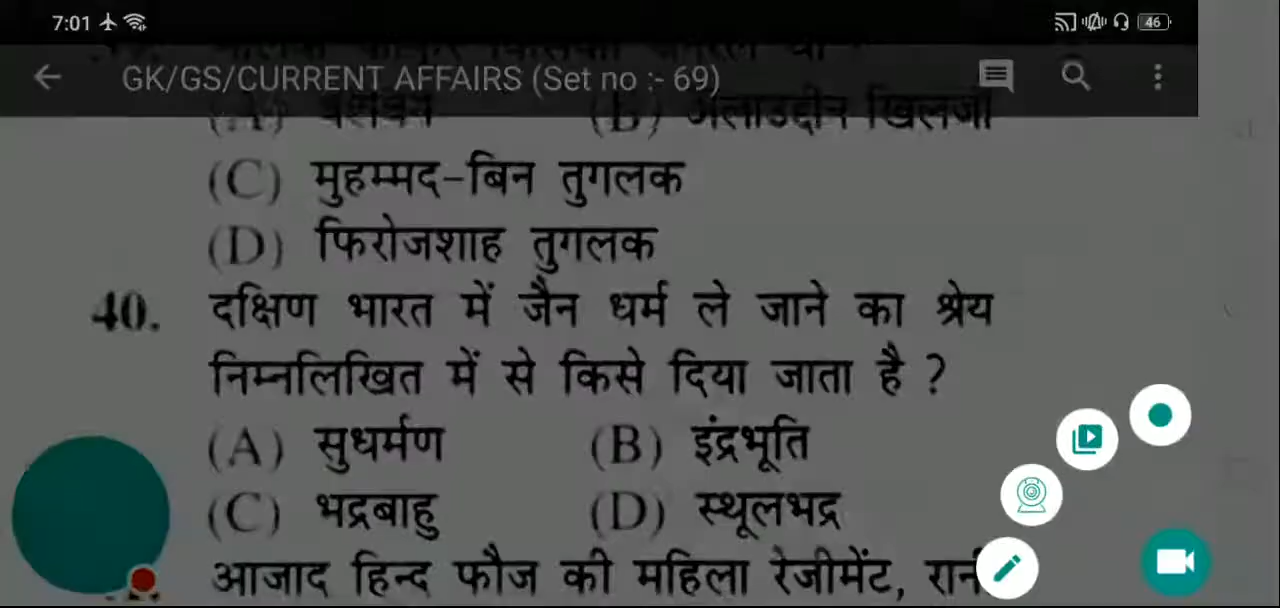 7:01
46
GK/GS/CURRENT AFFAIRS (Set no :- 69)
(B) अलाउद्दीन खिलजी
(C) मुहम्मद-बिन तुगलक
(D) फिरोजशाह तुगलक
40. दक्षिण भारत में जैन धर्म ले जाने का श्रेय
निम्नलिखित में से किसे दिया जाता है ?
(A) सुधर्मण (B) इंद्रभूति
(C) भद्रबाहु (D) स्थूलभद्र
आजाद हिन्द फौज की महिला रेजीमेंट,